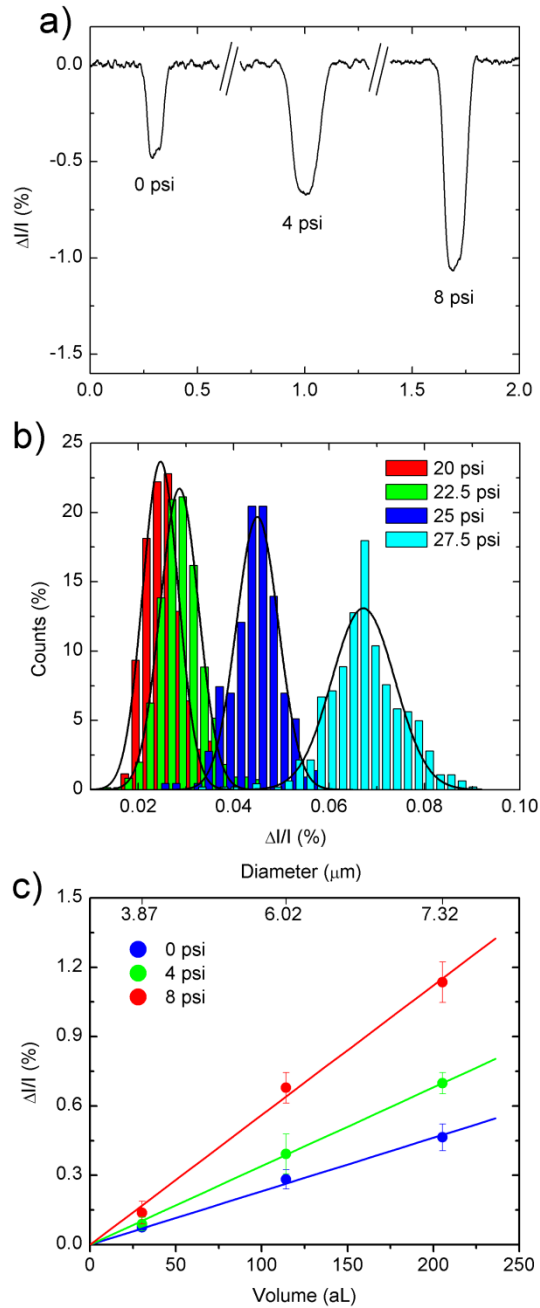 a)
0.0
-0.5
-1.0
-1.5
ΔI/I (%)
0 psi
4 psi
8 psi
0.0 0.5 1.0 1.5 2.0
b)
25
20
15
10
5
0
Counts (%)
20 psi
22.5 psi
25 psi
27.5 psi
0.02 0.04 0.06 0.08 0.10
ΔI/I (%)
c)
Diameter (μm)
3.87 6.02 7.32
1.5
1.2
0.9
0.6
0.3
0.0
ΔI/I (%)
0 psi
4 psi
8 psi
0 50 100 150 200 250
Volume (aL)